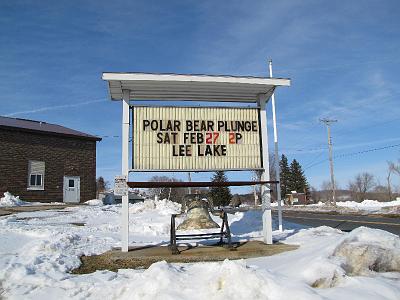 POLAR BEAR PLUNGE
SAT FEB 27 2P
LEE LAKE